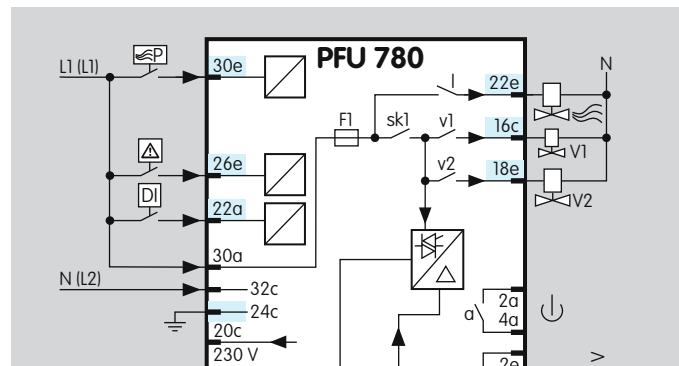 PFU 780
L1 (L1)
P
30e
I
22e
N
F1
sk1
v1
16c
V1
26e
v2
18e
DI
22a
V2
30a
N (L2)
32c
24c
2a
a
4a
20c
230 V
2e